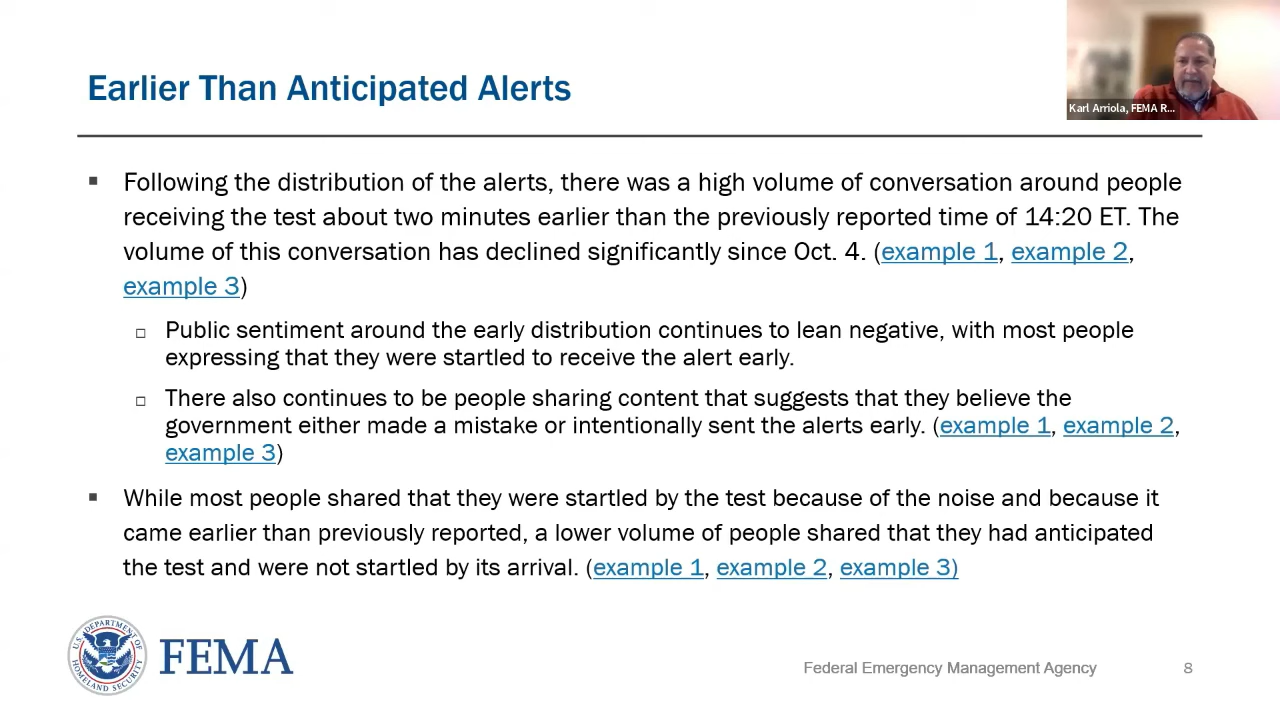 Earlier Than Anticipated Alerts
Karl Arriola, FEMA R...
▪ Following the distribution of the alerts, there was a high volume of conversation around people
receiving the test about two minutes earlier than the previously reported time of 14:20 ET. The
volume of this conversation has declined significantly since Oct. 4. (example 1, example 2,
example 3)
□ Public sentiment around the early distribution continues to lean negative, with most people
expressing that they were startled to receive the alert early.
□ There also continues to be people sharing content that suggests that they believe the
government either made a mistake or intentionally sent the alerts early. (example 1, example 2,
example 3)
▪ While most people shared that they were startled by the test because of the noise and because it
came earlier than previously reported, a lower volume of people shared that they had anticipated
the test and were not startled by its arrival. (example 1, example 2, example 3)
U.S. DEPARTMENT OF
HOMELAND SECURITY
FEMA
Federal Emergency Management Agency
8